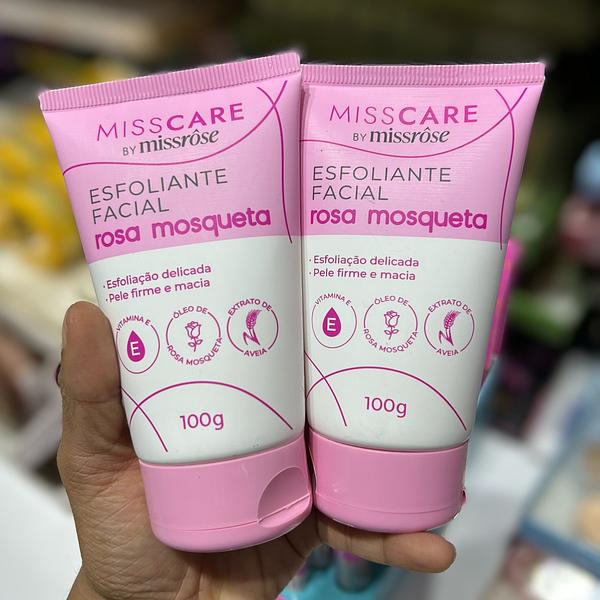 MISSCARE
BY missrôse
ESFOLIANTE
FACIAL
rosa mosqueta
· Esfoliação delicada
· Pele firme e macia
VITAMINA E
E
ÓLEO DE
ROSA MOSQUETA
EXTRATO DE
AVEIA
100g
MISSCARE
BY missrôse
ESFOLIANTE
FACIAL
rosa mosqueta
· Esfoliação delicada
· Pele firme e macia
VITAMINA E
E
ÓLEO DE
ROSA MOSQUETA
EXTRATO DE
AVEIA
100g